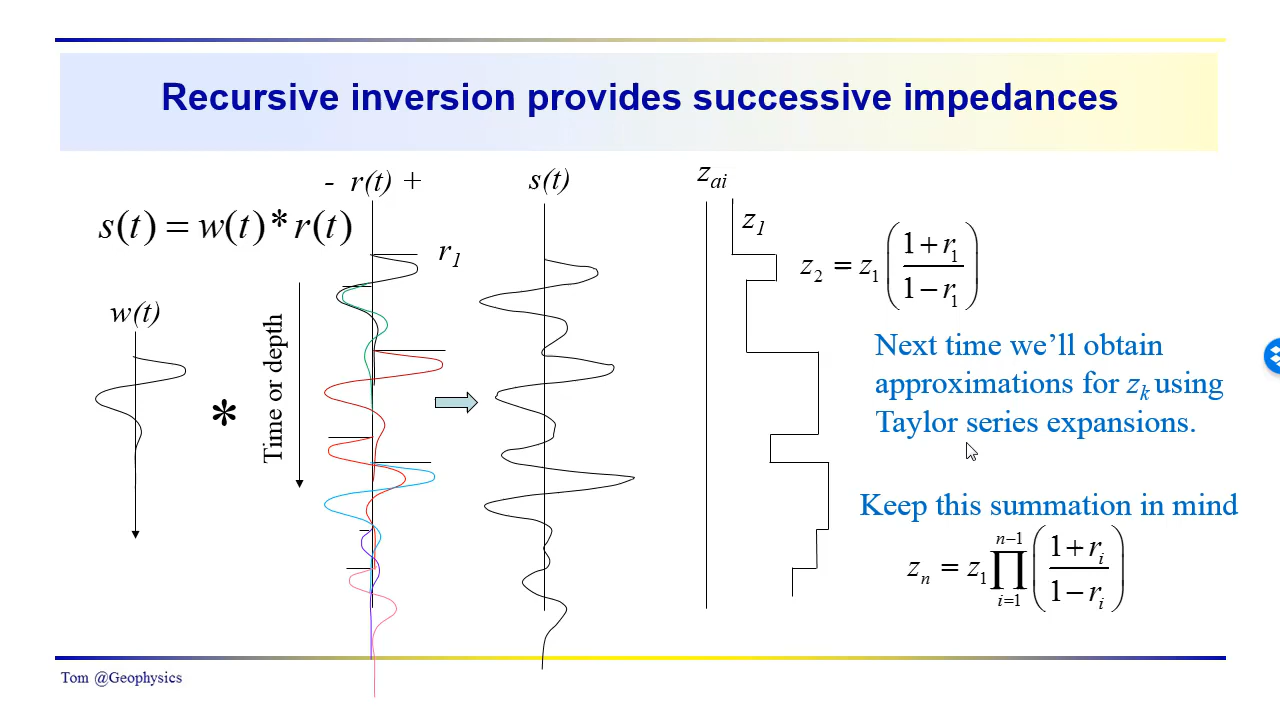 Recursive inversion provides successive impedances
- r(t) +
s(t)
z_ai
s(t) = w(t) * r(t)
r_1
z_1
z_2 = z_1 ( (1 + r_1) / (1 − r_1) )
w(t)
*
Time or depth
Next time we’ll obtain
approximations for z_k using
Taylor series expansions.
Keep this summation in mind
z_n = z_1 ∏_{i=1}^{n−1} ( (1 + r_i) / (1 − r_i) )
Tom @Geophysics